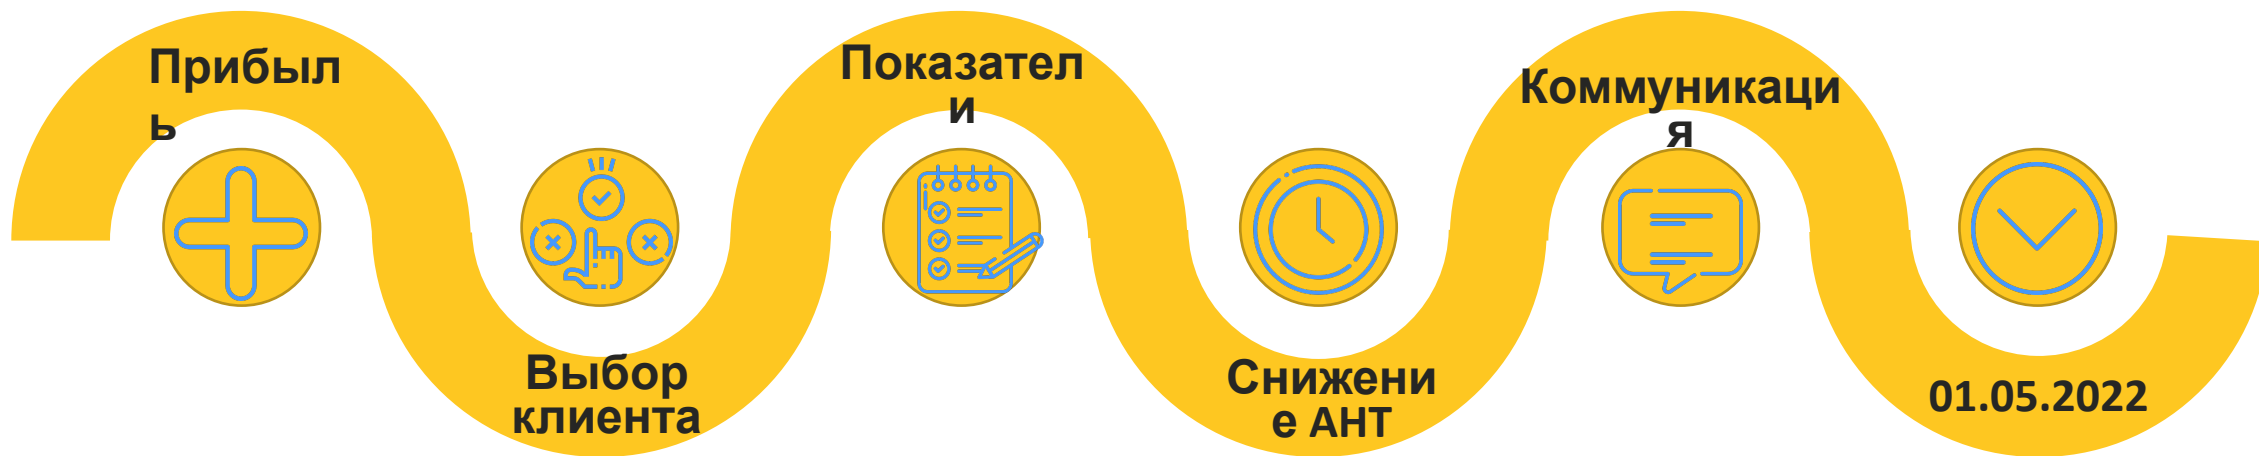 Прибыл
ь
Выбор
клиента
Показател
и
Снижени
е АНТ
Коммуникаци
я
01.05.2022